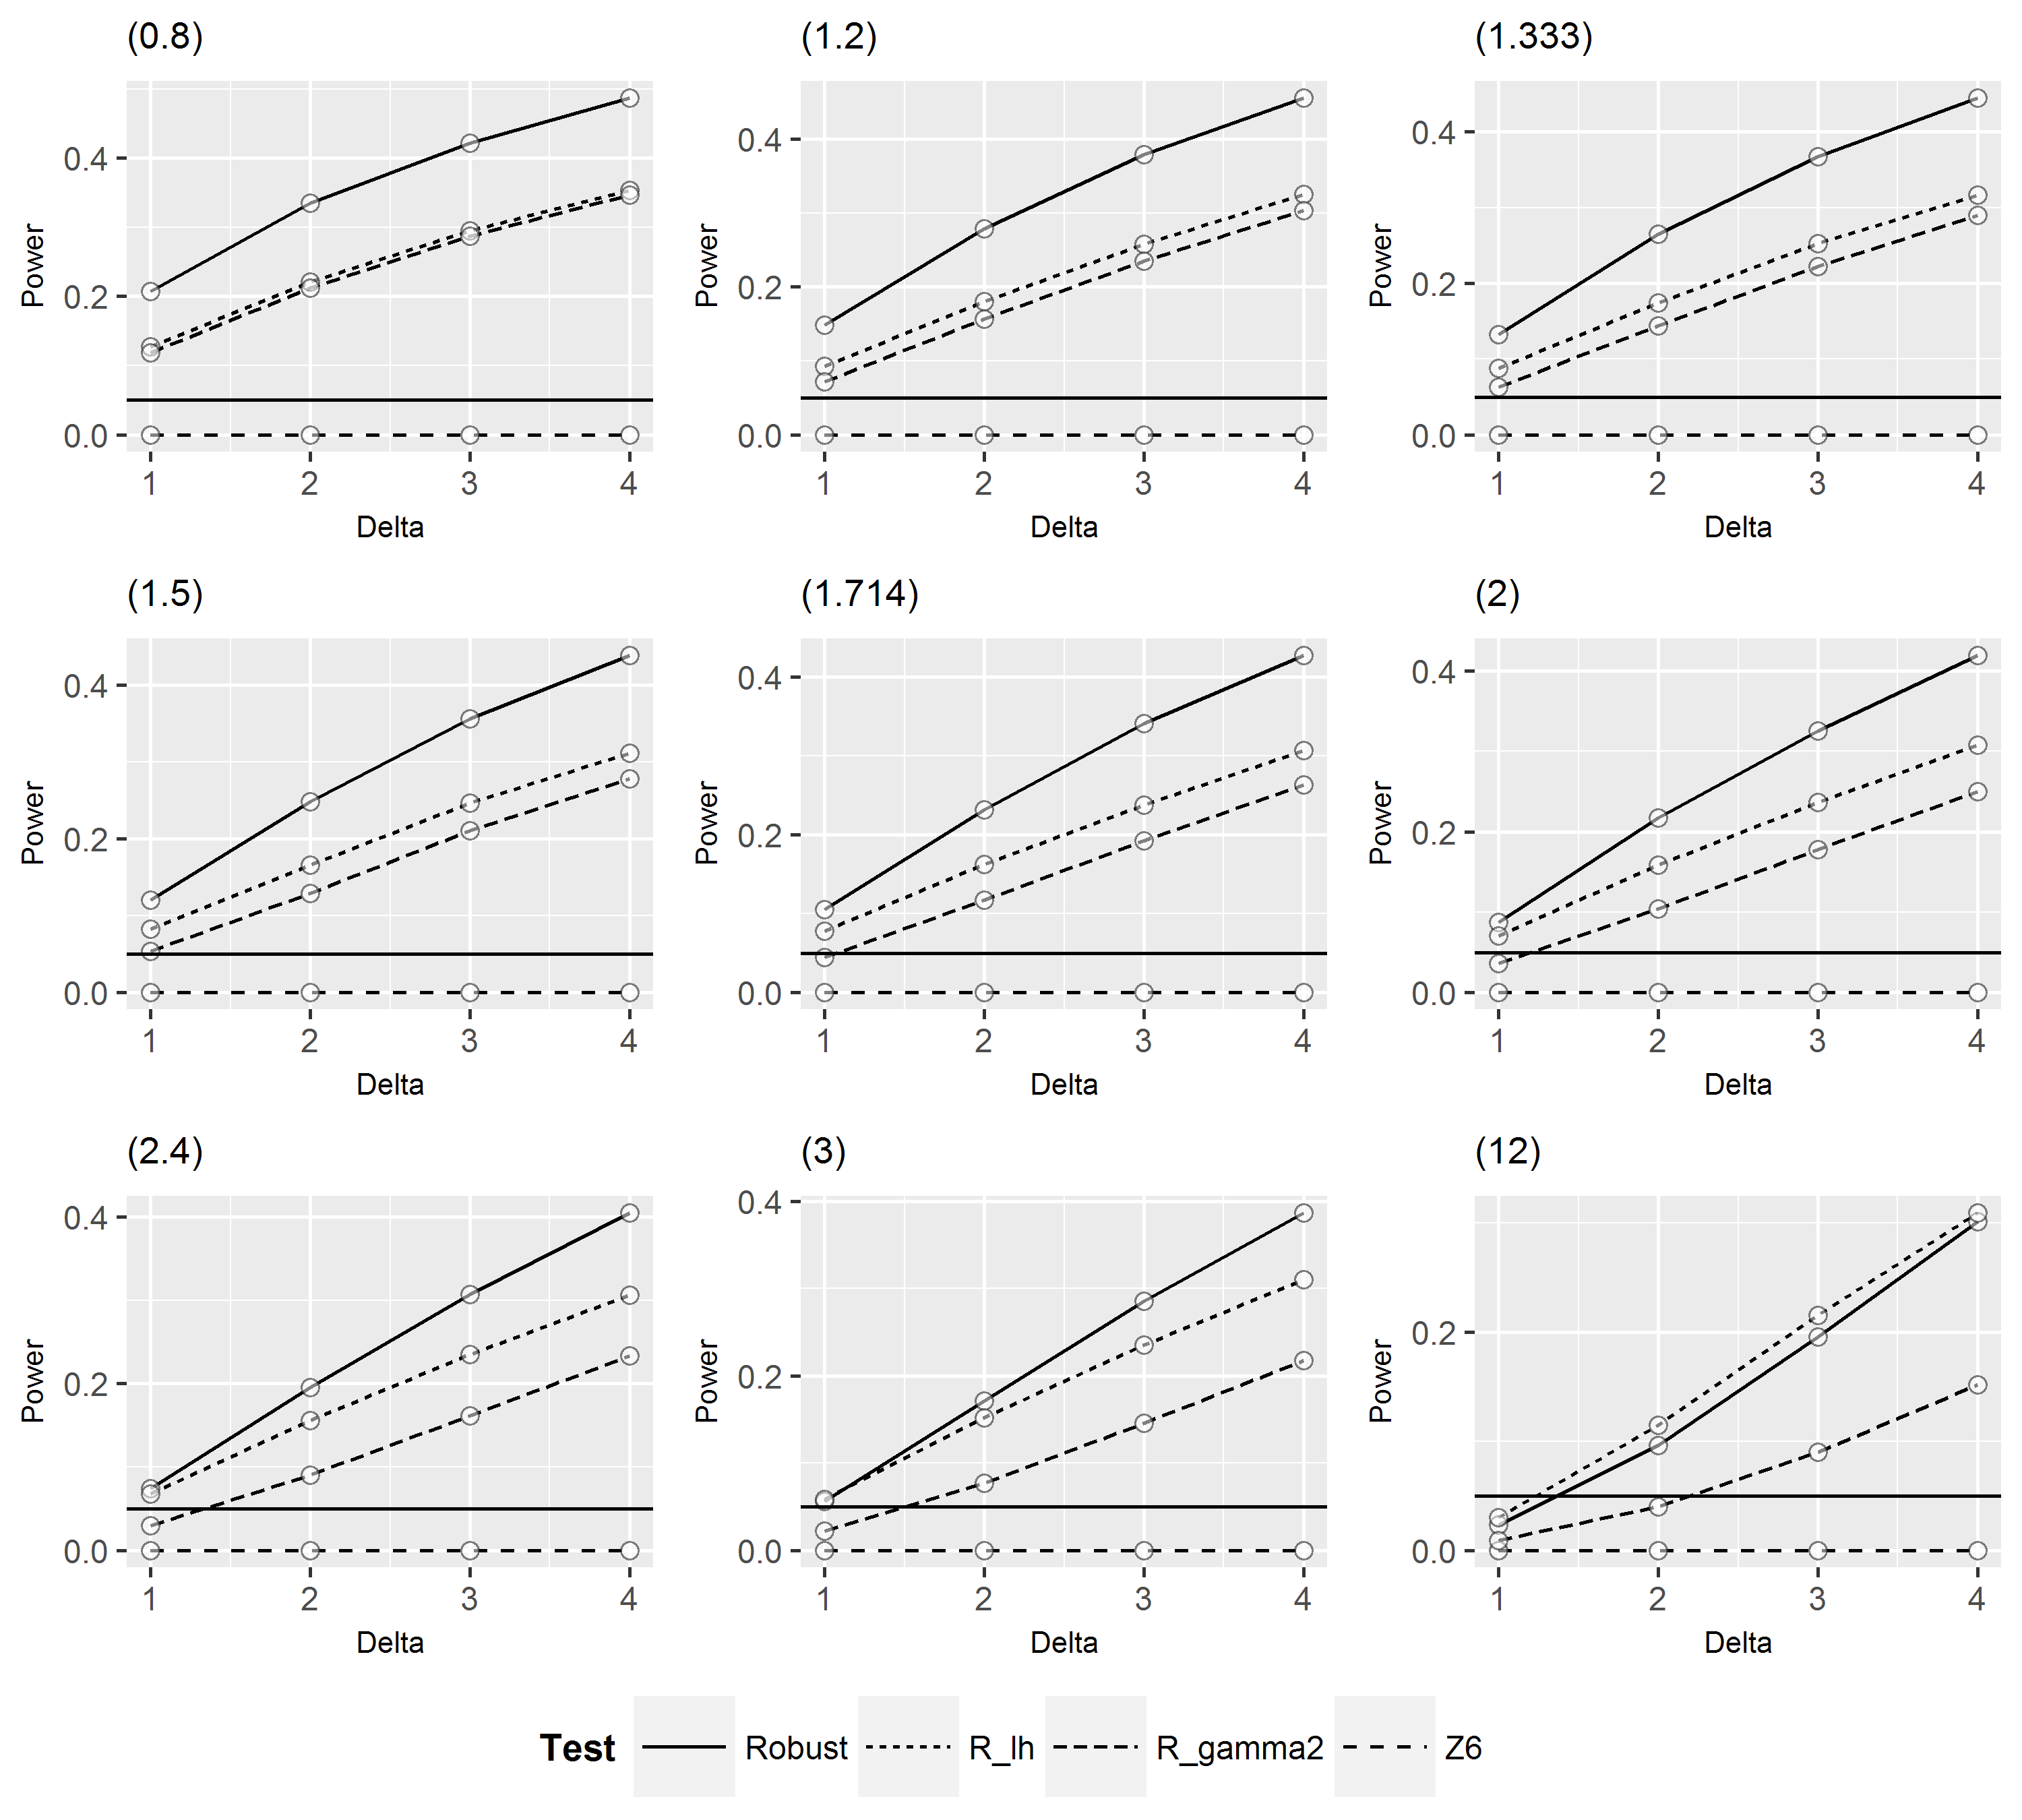 (0.8) (1.2) (1.333)
Power 0.4 0.2 0.0 Power 0.4 0.2 0.0 Power 0.4 0.2 0.0
1 2 3 4 1 2 3 4 1 2 3 4
Delta Delta Delta
(1.5) (1.714) (2)
Power 0.4 0.2 0.0 Power 0.4 0.2 0.0 Power 0.4 0.2 0.0
1 2 3 4 1 2 3 4 1 2 3 4
Delta Delta Delta
(2.4) (3) (12)
Power 0.4 0.2 0.0 Power 0.4 0.2 0.0 Power 0.2 0.0
1 2 3 4 1 2 3 4 1 2 3 4
Delta Delta Delta
Test Robust R_lh R_gamma2 Z6